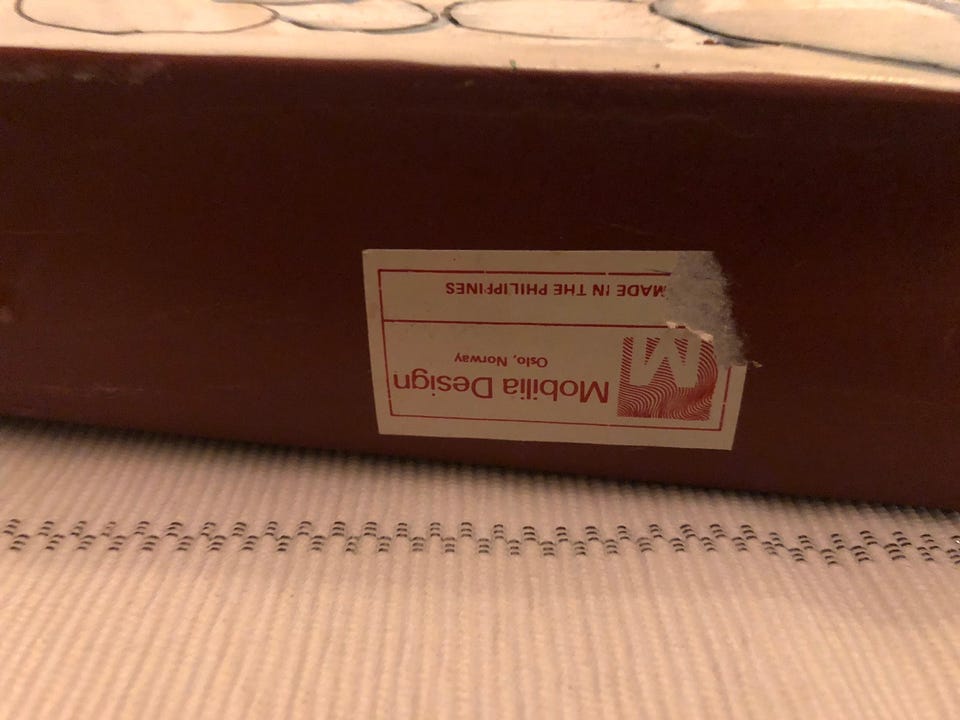 M
Mobilia Design
Oslo, Norway
MADE IN THE PHILIPPINES